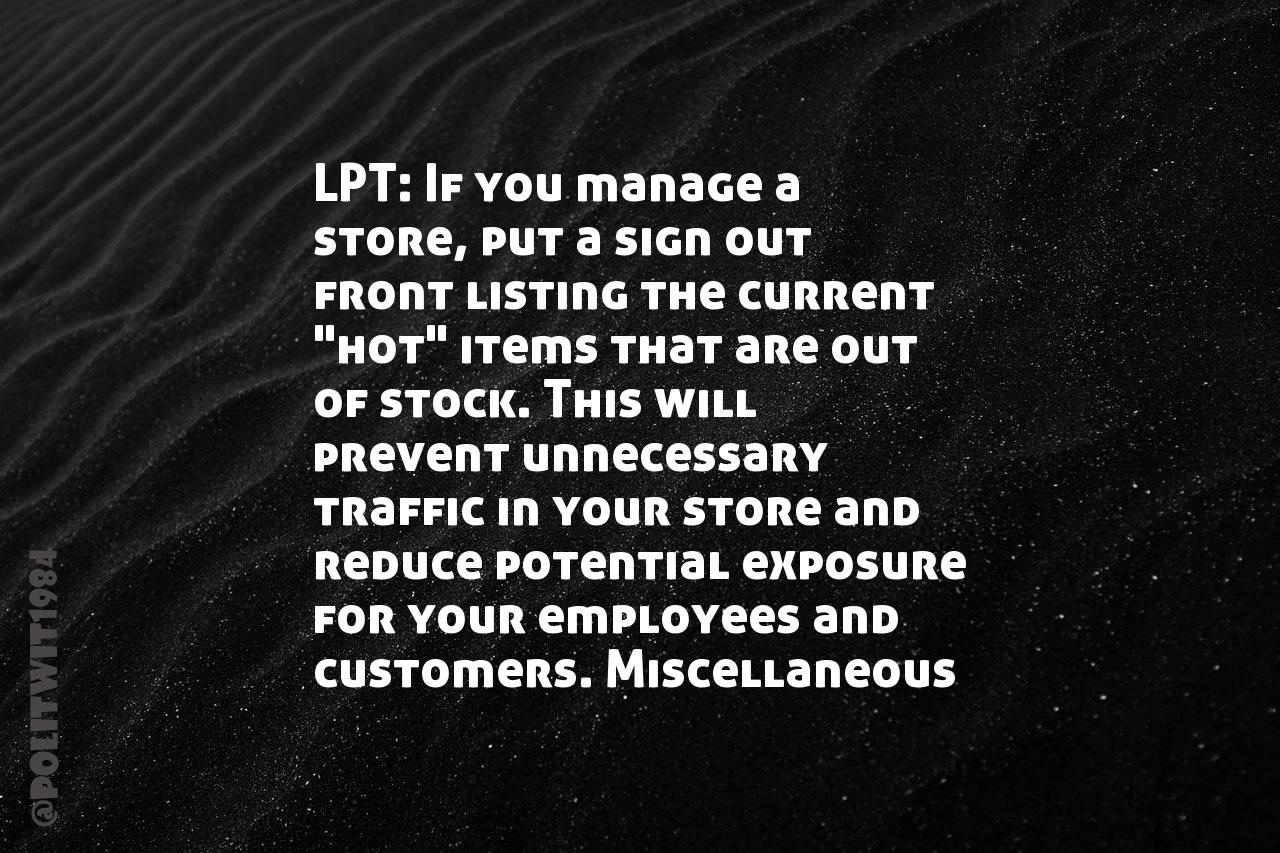 LPT: If you manage a
store, put a sign out
front listing the current
"hot" items that are out
of stock. This will
prevent unnecessary
traffic in your store and
reduce potential exposure
for your employees and
customers. Miscellaneous
@politwit1984